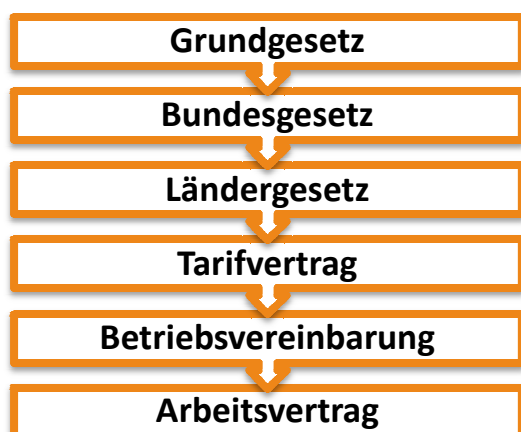 Grundgesetz
Bundesgesetz
Ländergesetz
Tarifvertrag
Betriebsvereinbarung
Arbeitsvertrag